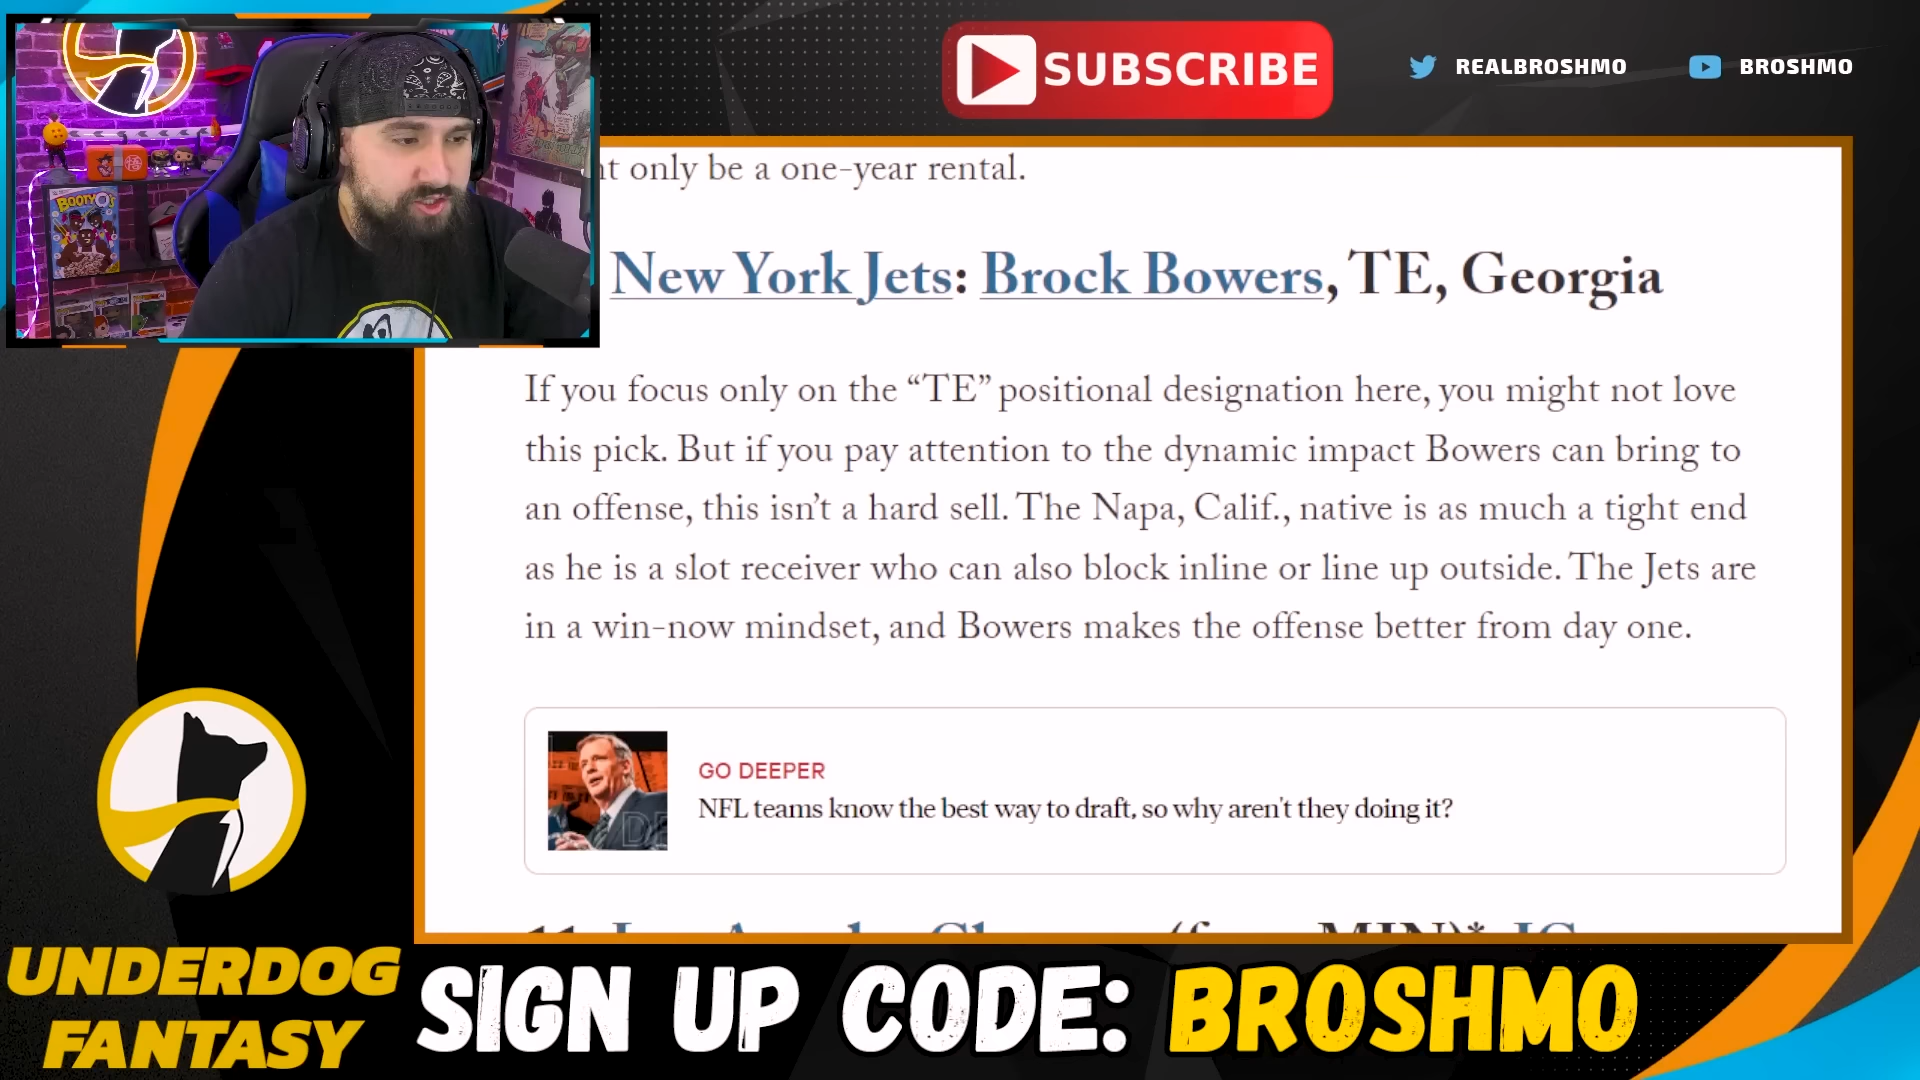 SUBSCRIBE
REALBROSHMO
BROSHMO
BOOTY O's
only be a one-year rental.
New York Jets: Brock Bowers, TE, Georgia
If you focus only on the “TE” positional designation here, you might not love
this pick. But if you pay attention to the dynamic impact Bowers can bring to
an offense, this isn’t a hard sell. The Napa, Calif., native is as much a tight end
as he is a slot receiver who can also block inline or line up outside. The Jets are
in a win-now mindset, and Bowers makes the offense better from day one.
GO DEEPER
NFL teams know the best way to draft, so why aren’t they doing it?
UNDERDOG
FANTASY
SIGN UP CODE: BROSHMO